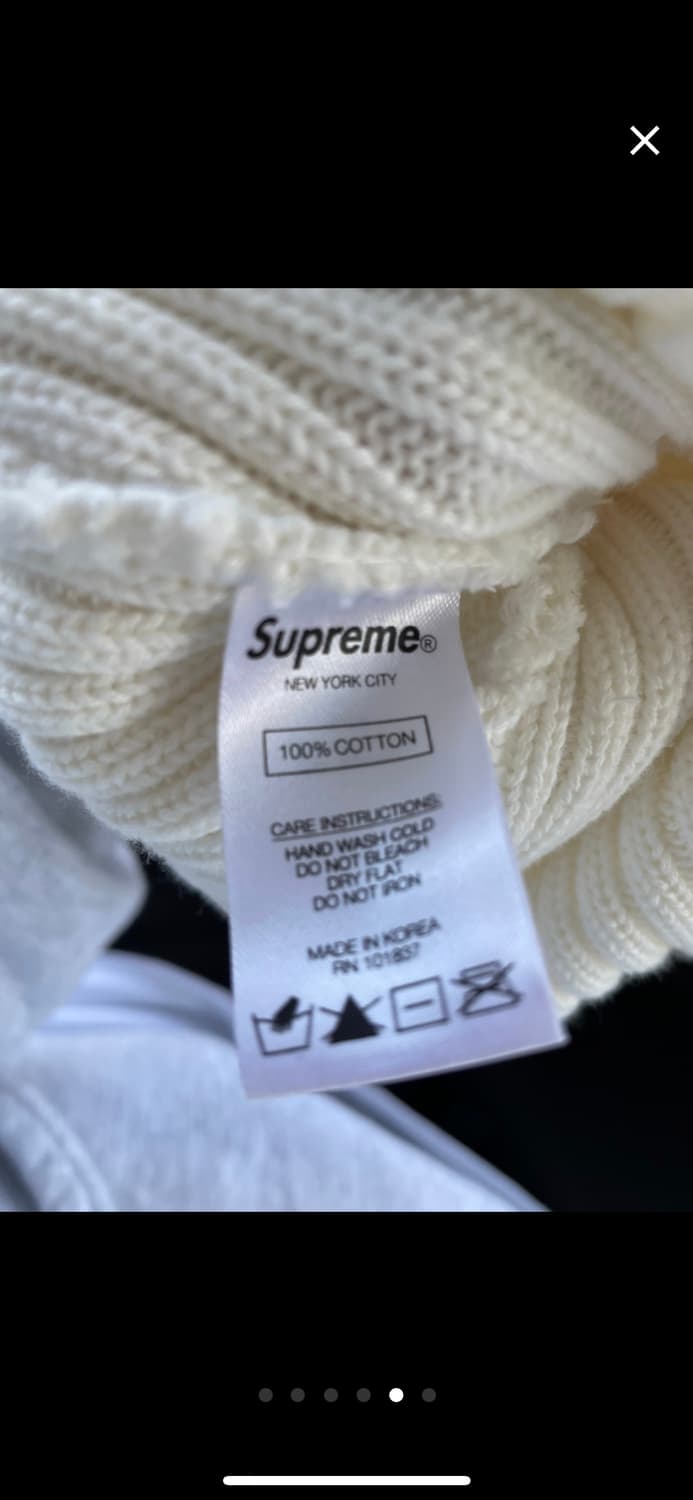 Supreme®
NEW YORK CITY
100% COTTON
CARE INSTRUCTIONS:
HAND WASH COLD
DO NOT BLEACH
DRY FLAT
DO NOT IRON
MADE IN KOREA
RN 101837